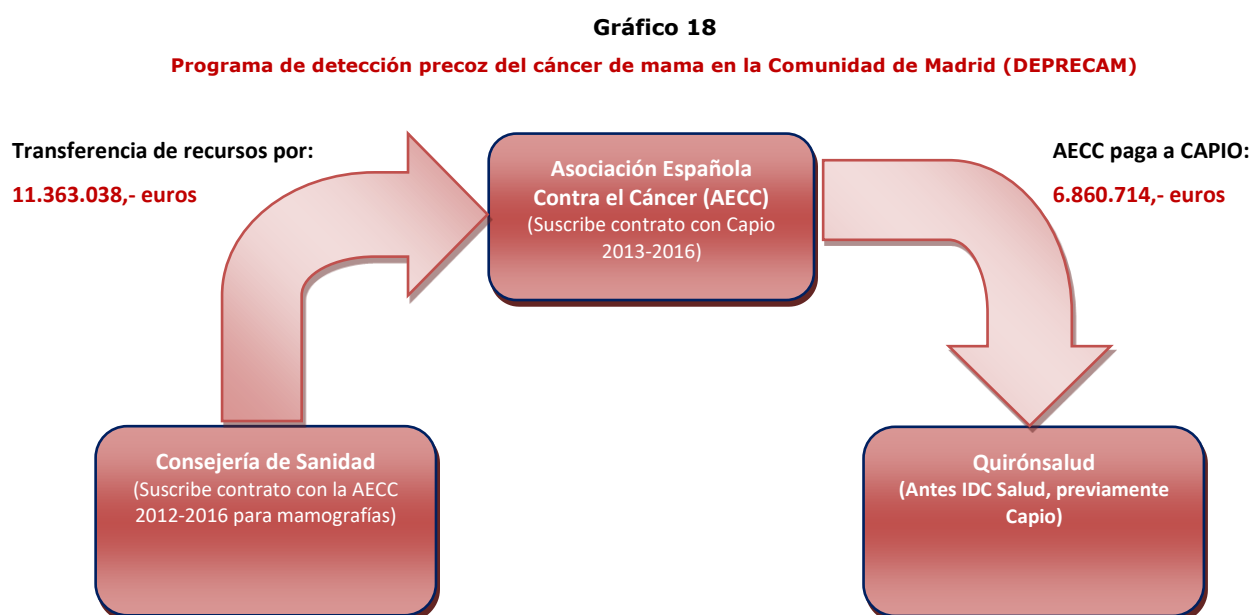 Gráfico 18
Programa de detección precoz del cáncer de mama en la Comunidad de Madrid (DEPRECAM)
Transferencia de recursos por:
11.363.038,- euros
Asociación Española
Contra el Cáncer (AECC)
(Suscribe contrato con Capio
2013-2016)
AECC paga a CAPIO:
6.860.714,- euros
Consejería de Sanidad
(Suscribe contrato con la AECC
2012-2016 para mamografías)
Quirónsalud
(Antes IDC Salud, previamente
Capio)